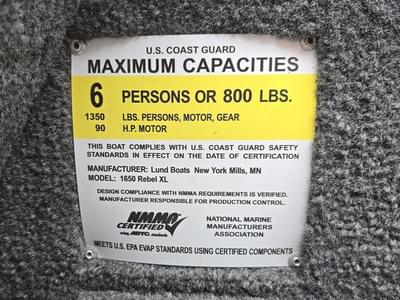 U.S. COAST GUARD
MAXIMUM CAPACITIES
6 PERSONS OR 800 LBS.
1350 LBS. PERSONS, MOTOR, GEAR
90 H.P. MOTOR
THIS BOAT COMPLIES WITH U.S. COAST GUARD SAFETY
STANDARDS IN EFFECT ON THE DATE OF CERTIFICATION
MANUFACTURER: Lund Boats New York Mills, MN
MODEL: 1650 Rebel XL
DESIGN COMPLIANCE WITH NMMA REQUIREMENTS IS VERIFIED.
MANUFACTURER RESPONSIBLE FOR PRODUCTION CONTROL.
NMMA
CERTIFIED
using ABYC standards
NATIONAL MARINE
MANUFACTURERS
ASSOCIATION
MEETS U.S. EPA EVAP STANDARDS USING CERTIFIED COMPONENTS